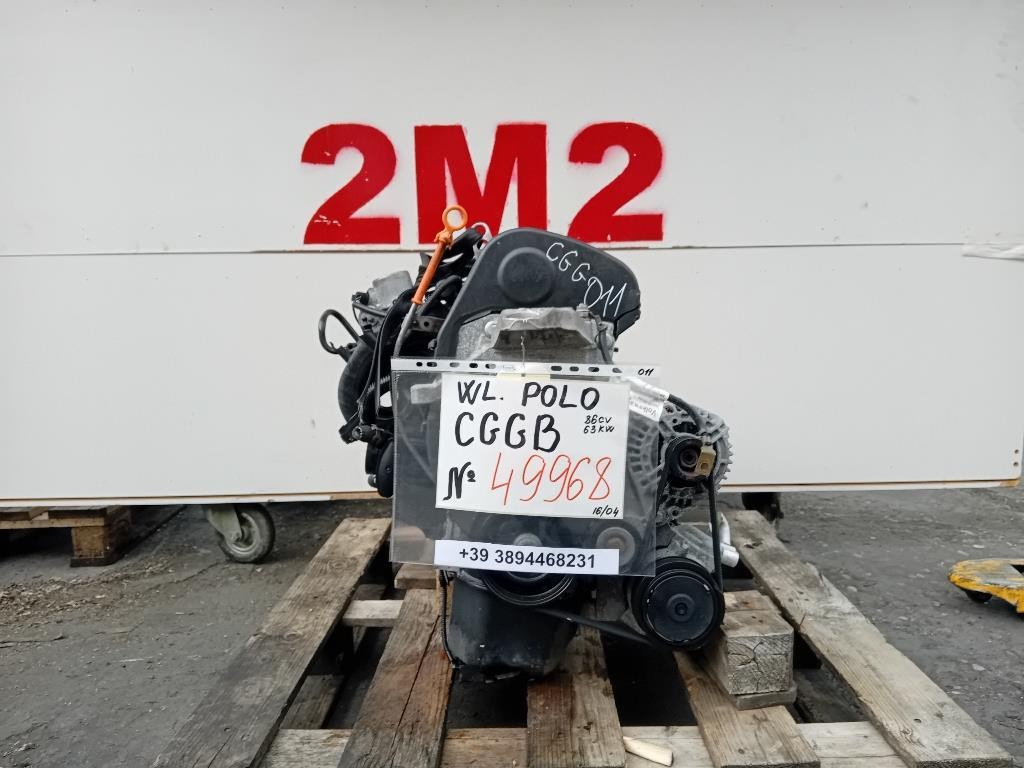 2M2
CGG
011
011
WL. POLO
86CV
63KW
CGGB
№ 49968
16/04
+39 3894468231